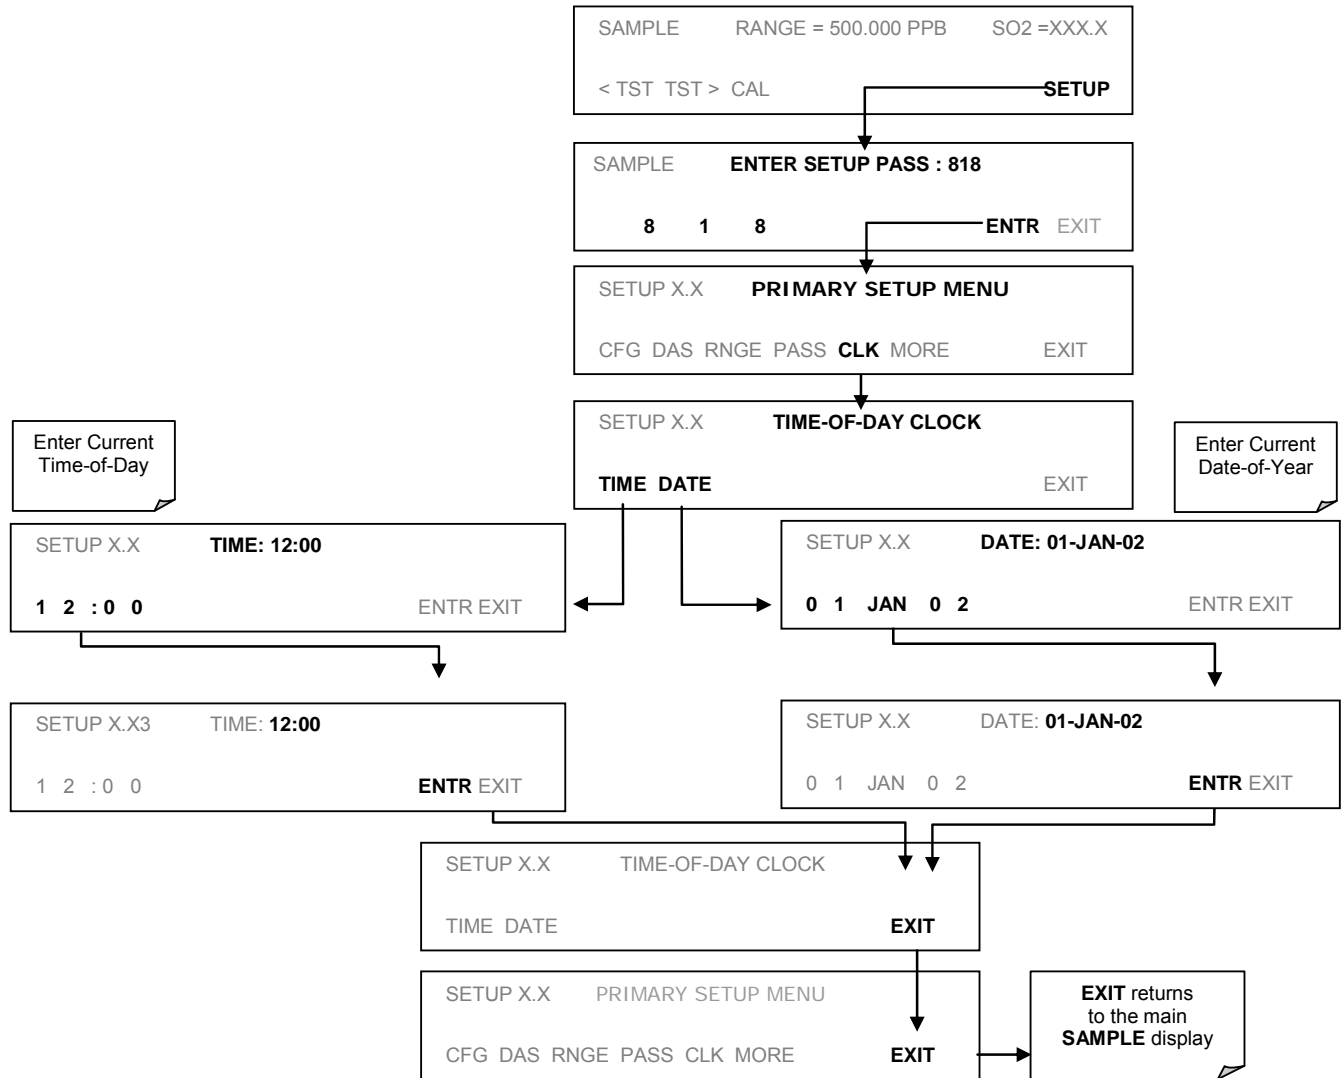 SAMPLE RANGE = 500.000 PPB SO2 =XXX.X
< TST TST > CAL SETUP
SAMPLE ENTER SETUP PASS : 818
8 1 8 ENTR EXIT
SETUP X.X PRIMARY SETUP MENU
CFG DAS RNGE PASS CLK MORE EXIT
SETUP X.X TIME-OF-DAY CLOCK
TIME DATE EXIT
Enter Current
Time-of-Day
Enter Current
Date-of-Year
SETUP X.X TIME: 12:00
1 2 : 0 0 ENTR EXIT
SETUP X.X DATE: 01-JAN-02
0 1 JAN 0 2 ENTR EXIT
SETUP X.X3 TIME: 12:00
1 2 : 0 0 ENTR EXIT
SETUP X.X DATE: 01-JAN-02
0 1 JAN 0 2 ENTR EXIT
SETUP X.X TIME-OF-DAY CLOCK
TIME DATE EXIT
SETUP X.X PRIMARY SETUP MENU
CFG DAS RNGE PASS CLK MORE EXIT
EXIT returns
to the main
SAMPLE display